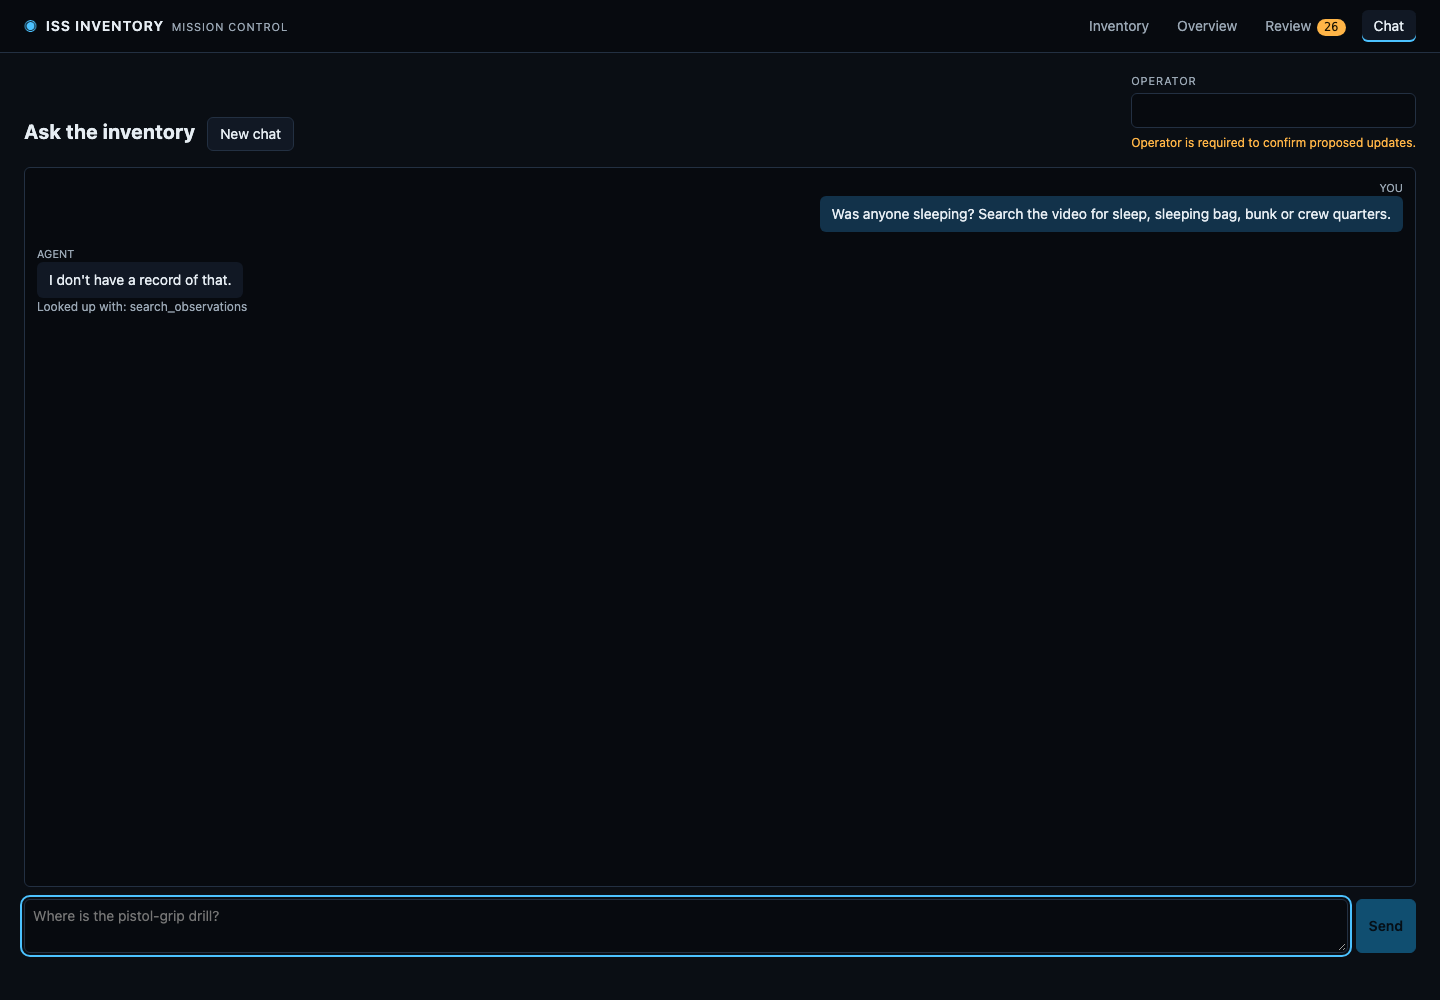 ISS INVENTORY MISSION CONTROL
Inventory
Overview
Review 26
Chat
OPERATOR
Operator is required to confirm proposed updates.
Ask the inventory
New chat
YOU
Was anyone sleeping? Search the video for sleep, sleeping bag, bunk or crew quarters.
AGENT
I don't have a record of that.
Looked up with: search_observations
Where is the pistol-grip drill?
Send